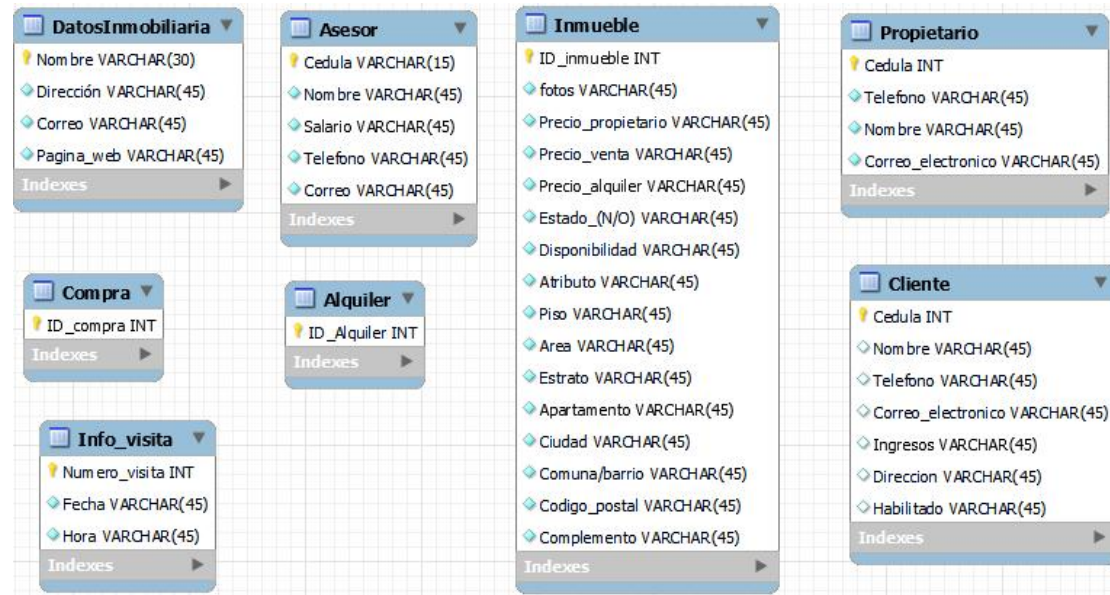 DatosInmobiliaria
Nombre VARCHAR(30)
Dirección VARCHAR(45)
Correo VARCHAR(45)
Pagina_web VARCHAR(45)
Indexes
Asesor
Cedula VARCHAR(15)
Nombre VARCHAR(45)
Salario VARCHAR(45)
Telefono VARCHAR(45)
Correo VARCHAR(45)
Indexes
Inmueble
ID_inmueble INT
fotos VARCHAR(45)
Precio_propietario VARCHAR(45)
Precio_venta VARCHAR(45)
Precio_alquiler VARCHAR(45)
Estado_(N/O) VARCHAR(45)
Disponibilidad VARCHAR(45)
Atributo VARCHAR(45)
Piso VARCHAR(45)
Area VARCHAR(45)
Estrato VARCHAR(45)
Apartamento VARCHAR(45)
Ciudad VARCHAR(45)
Comuna/barrio VARCHAR(45)
Codigo_postal VARCHAR(45)
Complemento VARCHAR(45)
Indexes
Propietario
Cedula INT
Telefono VARCHAR(45)
Nombre VARCHAR(45)
Correo_electronico VARCHAR(45)
Indexes
Compra
ID_compra INT
Indexes
Alquiler
ID_Alquiler INT
Indexes
Cliente
Cedula INT
Nombre VARCHAR(45)
Telefono VARCHAR(45)
Correo_electronico VARCHAR(45)
Ingresos VARCHAR(45)
Direccion VARCHAR(45)
Habilitado VARCHAR(45)
Indexes
Info_visita
Numero_visita INT
Fecha VARCHAR(45)
Hora VARCHAR(45)
Indexes